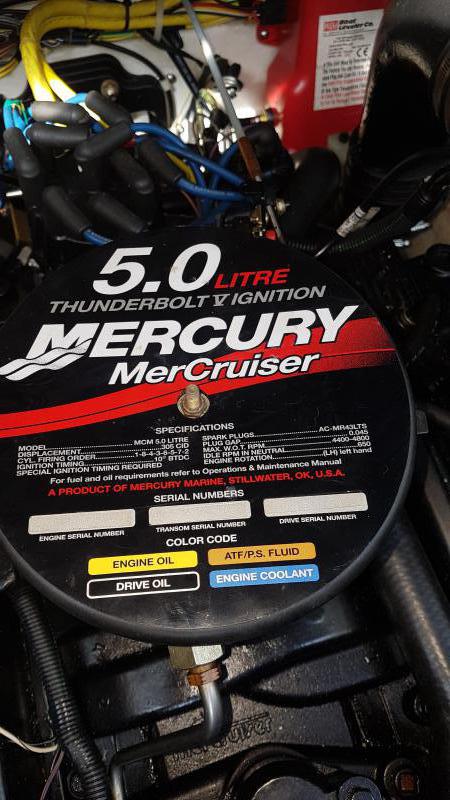 Boat
Leveler Co.
5.0 LITRE
THUNDERBOLT V IGNITION
MERCURY
MerCruiser
SPECIFICATIONS
MODEL MCM 5.0 LITRE
DISPLACEMENT 305 CID
CYL. FIRING ORDER 1-8-4-3-6-5-7-2
IGNITION TIMING 10° BTDC
SPECIAL IGNITION TIMING REQUIRED
SPARK PLUGS AC-MR43LTS
PLUG GAP 0.045
MAX. W.O.T. RPM 4400-4800
IDLE RPM IN NEUTRAL 650
ENGINE ROTATION (LH) left hand
For fuel and oil requirements refer to Operations & Maintenance Manual
A PRODUCT OF MERCURY MARINE, STILLWATER, OK, U.S.A.
SERIAL NUMBERS
ENGINE SERIAL NUMBER
TRANSOM SERIAL NUMBER
DRIVE SERIAL NUMBER
COLOR CODE
ENGINE OIL
ATF/P.S. FLUID
DRIVE OIL
ENGINE COOLANT
mercruiser